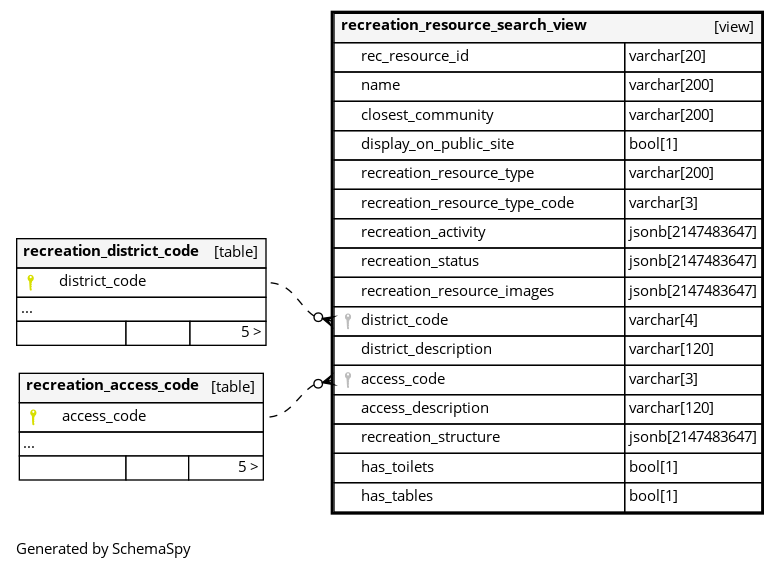 recreation_resource_search_view [view]
rec_resource_id varchar[20]
name varchar[200]
closest_community varchar[200]
display_on_public_site bool[1]
recreation_resource_type varchar[200]
recreation_resource_type_code varchar[3]
recreation_activity jsonb[2147483647]
recreation_status jsonb[2147483647]
recreation_resource_images jsonb[2147483647]
district_code varchar[4]
district_description varchar[120]
access_code varchar[3]
access_description varchar[120]
recreation_structure jsonb[2147483647]
has_toilets bool[1]
has_tables bool[1]
recreation_district_code [table]
district_code
...
5 >
recreation_access_code [table]
access_code
...
5 >
Generated by SchemaSpy